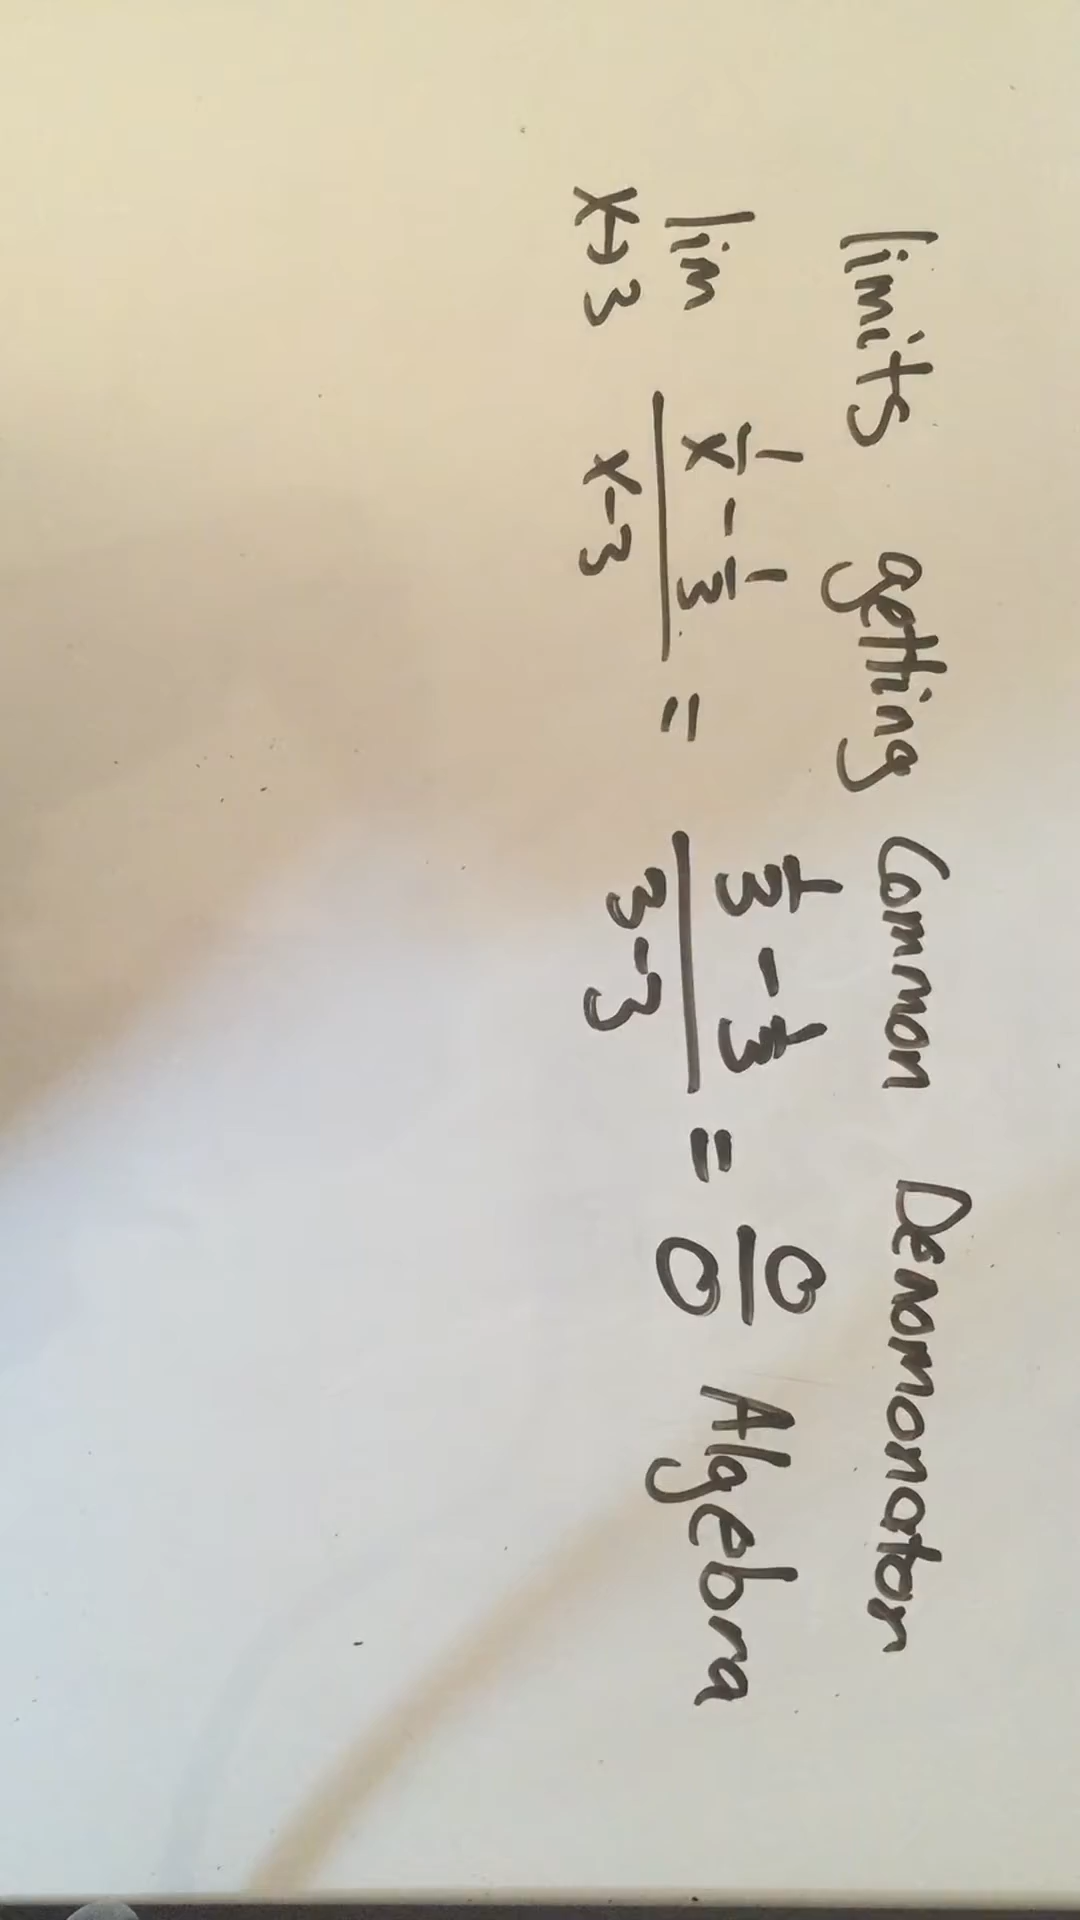 limits getting Common Denomonator
lim x→3 (1/x - 1/3)/(x-3) = (1/3 - 1/3)/(3-3) = 0/0 Algebra